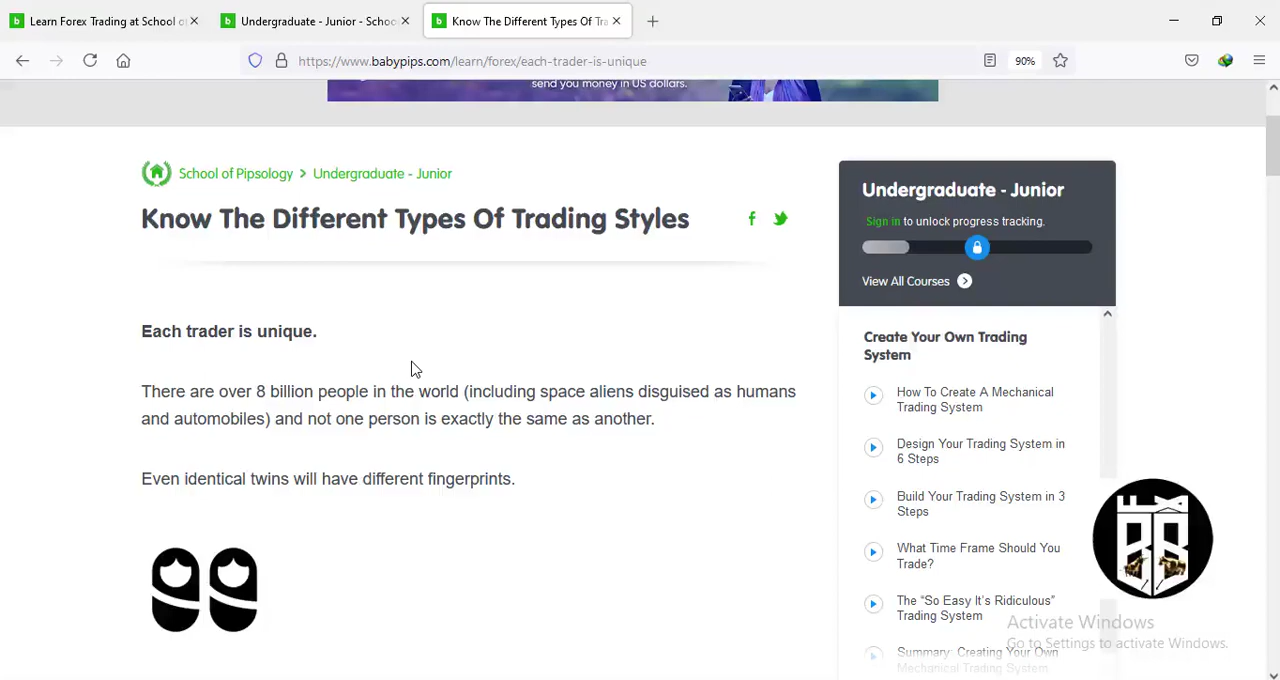 Learn Forex Trading at School o
Undergraduate - Junior - Schoo
Know The Different Types Of Tra
https://www.babypips.com/learn/forex/each-trader-is-unique
90%
send you money in US dollars.
School of Pipsology > Undergraduate - Junior
Know The Different Types Of Trading Styles
Each trader is unique.
There are over 8 billion people in the world (including space aliens disguised as humans
and automobiles) and not one person is exactly the same as another.
Even identical twins will have different fingerprints.
Undergraduate - Junior
Sign in to unlock progress tracking.
View All Courses
Create Your Own Trading
System
How To Create A Mechanical
Trading System
Design Your Trading System in
6 Steps
Build Your Trading System in 3
Steps
What Time Frame Should You
Trade?
The “So Easy It’s Ridiculous”
Trading System
Summary: Creating Your Own
Mechanical Trading System
Activate Windows
Go to Settings to activate Windows.